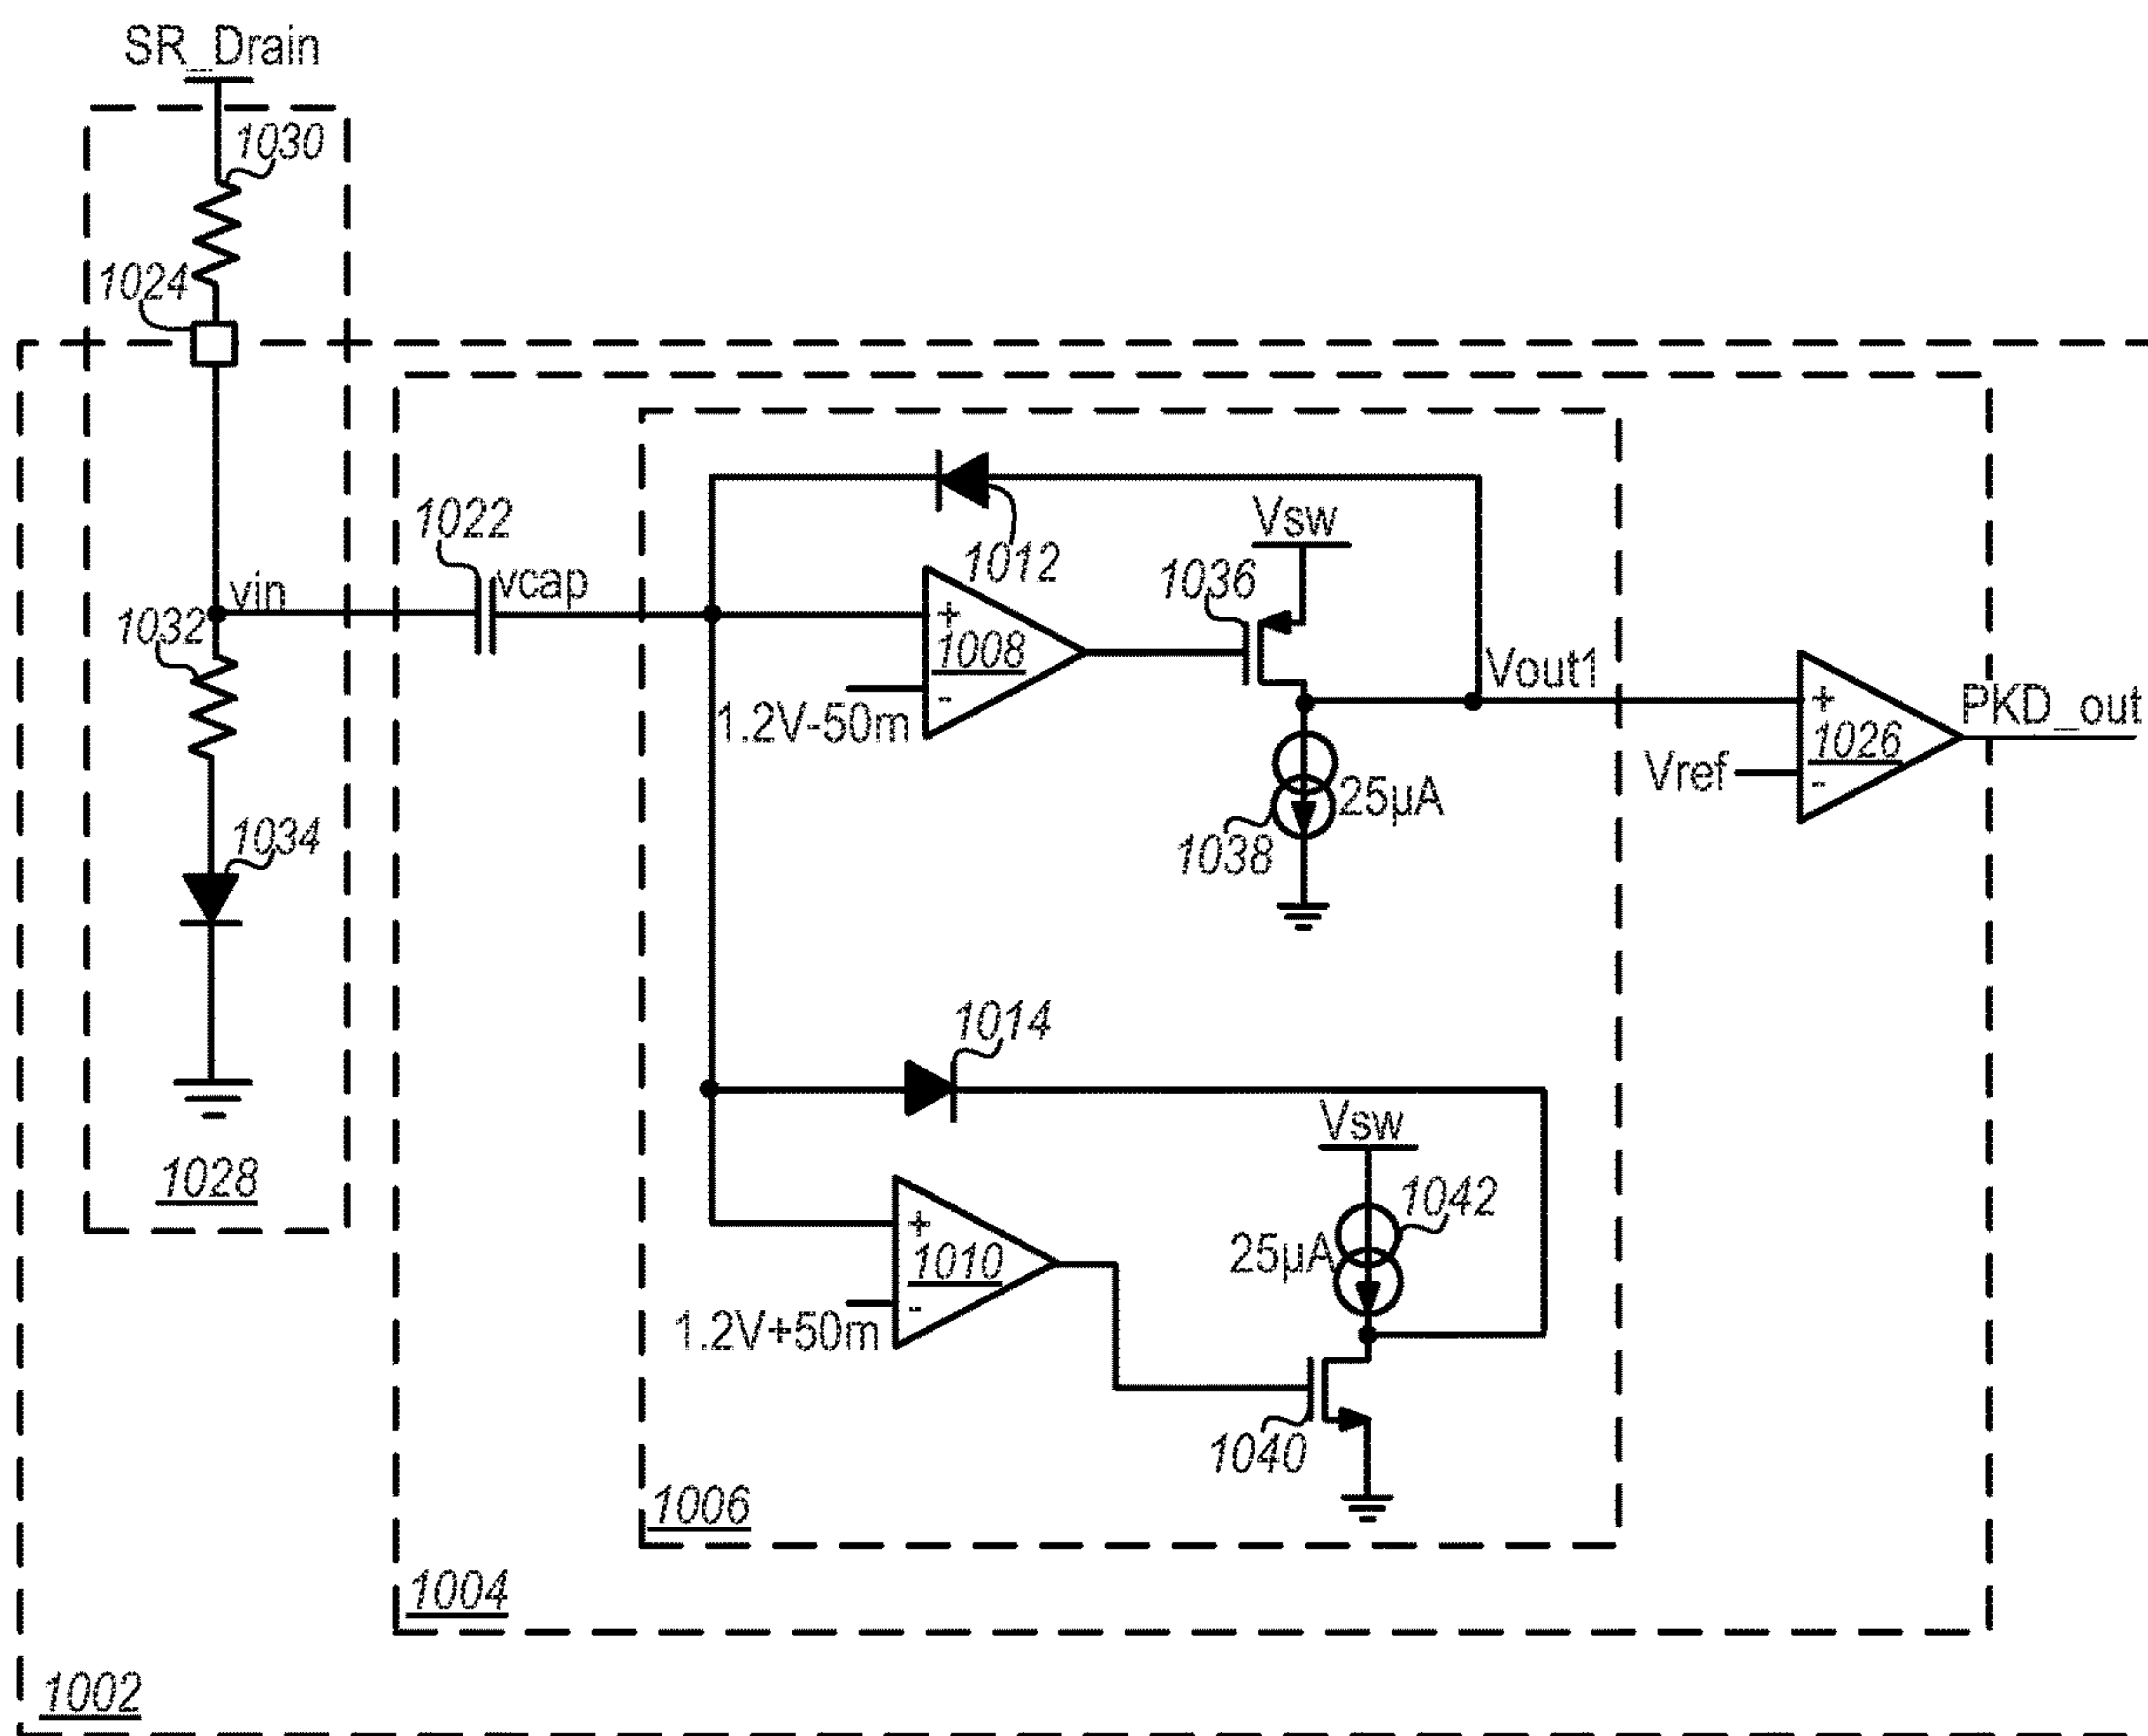 SR_Drain
1030
1024
vin
1032
1034
1028
1022
vcap
1012
1008
+
-
1.2V-50m
Vsw
1036
Vout1
25µA
1038
+
1026
-
Vref
PKD_out
1014
+
1010
-
1.2V+50m
Vsw
1042
25µA
1040
1006
1004
1002